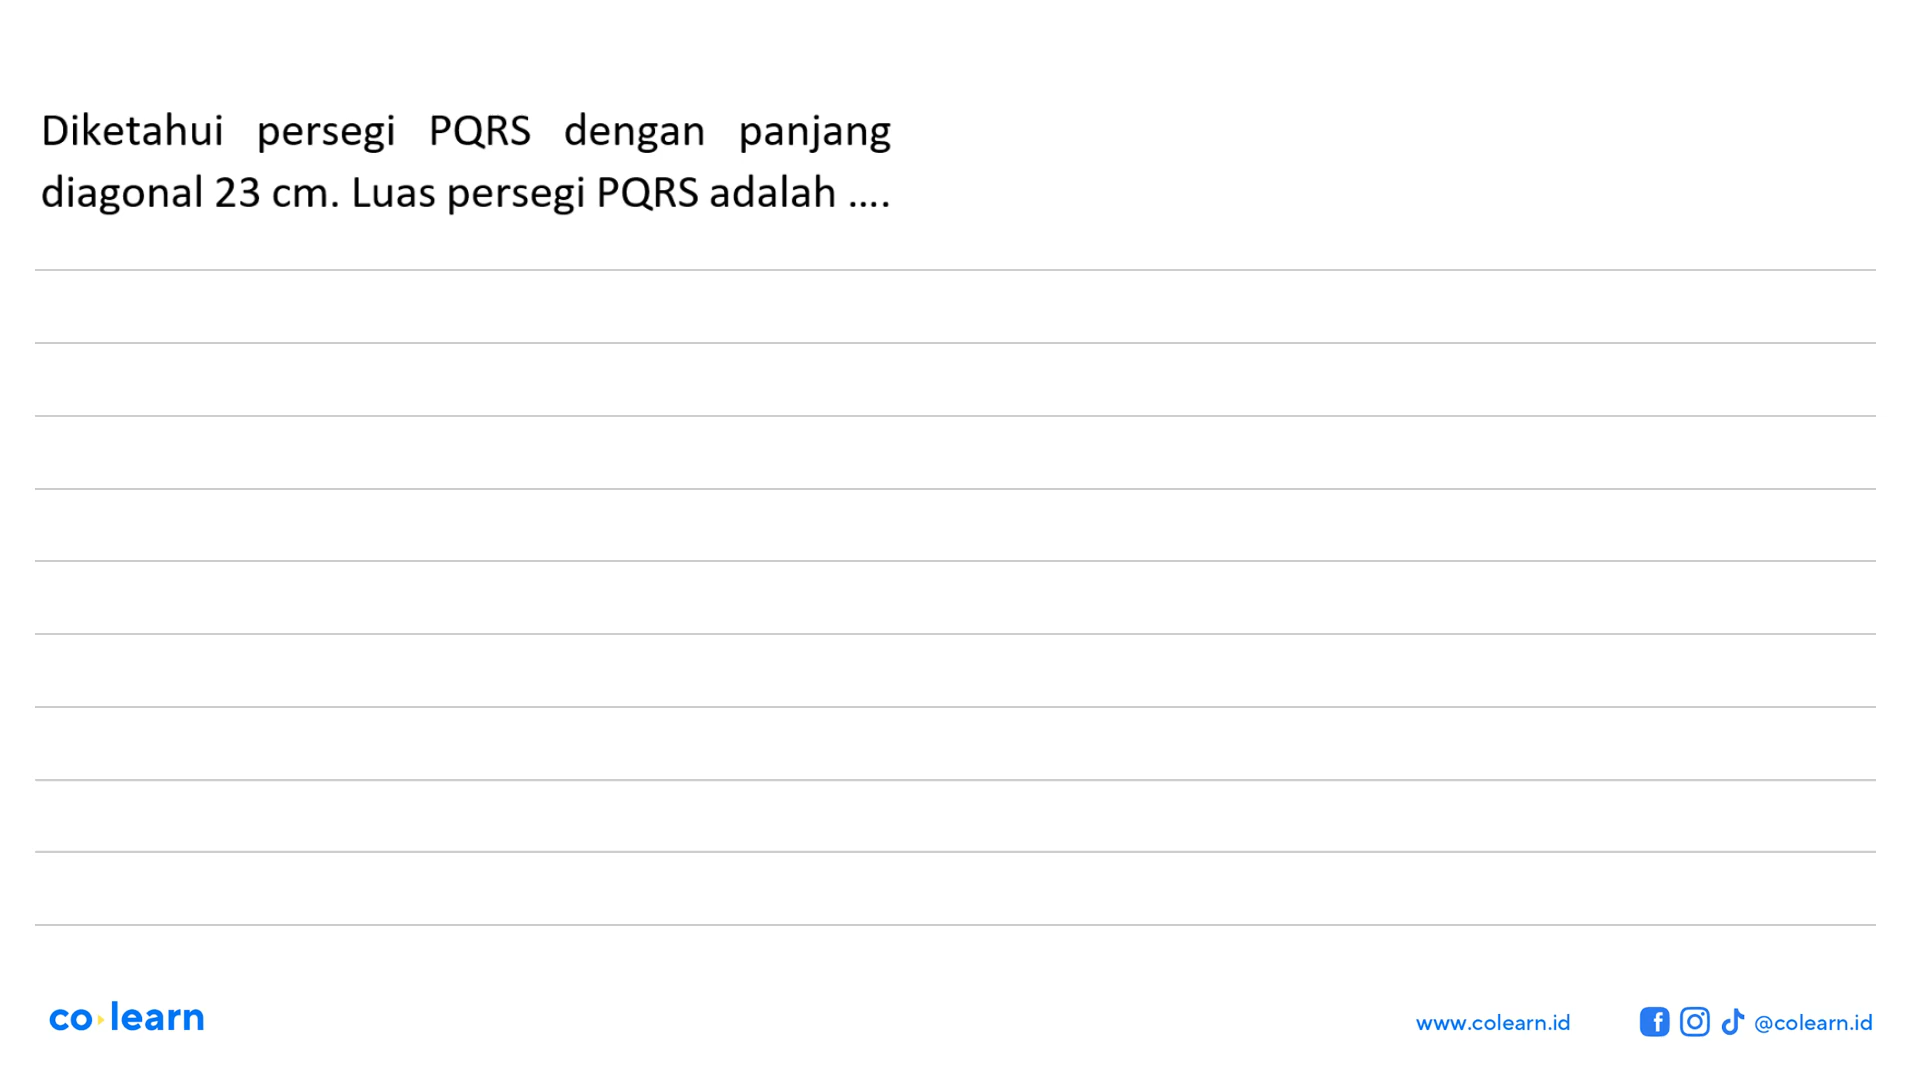 Diketahui persegi PQRS dengan panjang
diagonal 23 cm. Luas persegi PQRS adalah ....
co learn
www.colearn.id
@colearn.id